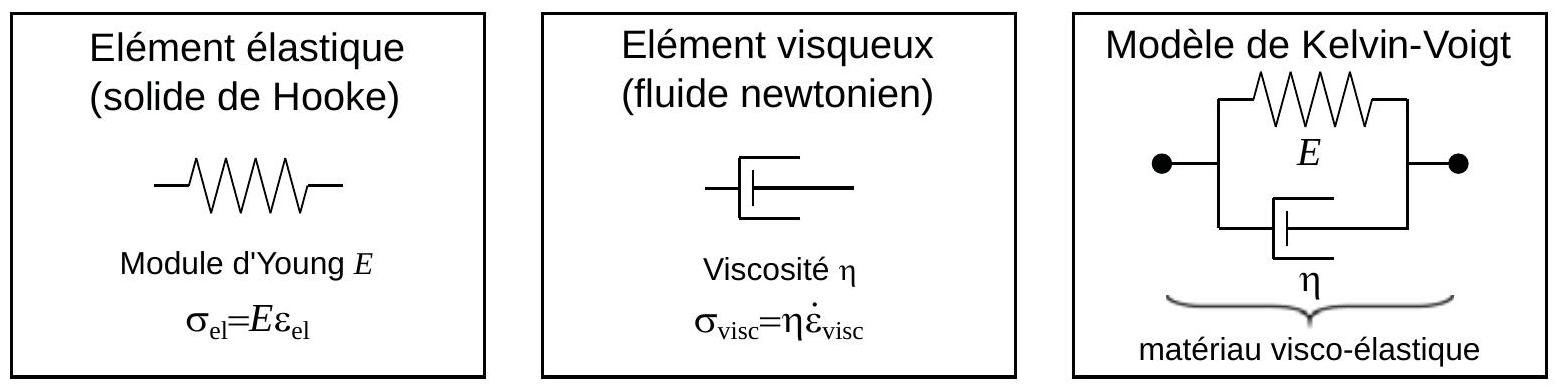 Elément élastique
(solide de Hooke)
Module d'Young E
σel=Eεel
Elément visqueux
(fluide newtonien)
Viscosité η
σvisc=ηε̇visc
Modèle de Kelvin-Voigt
E
η
matériau visco-élastique